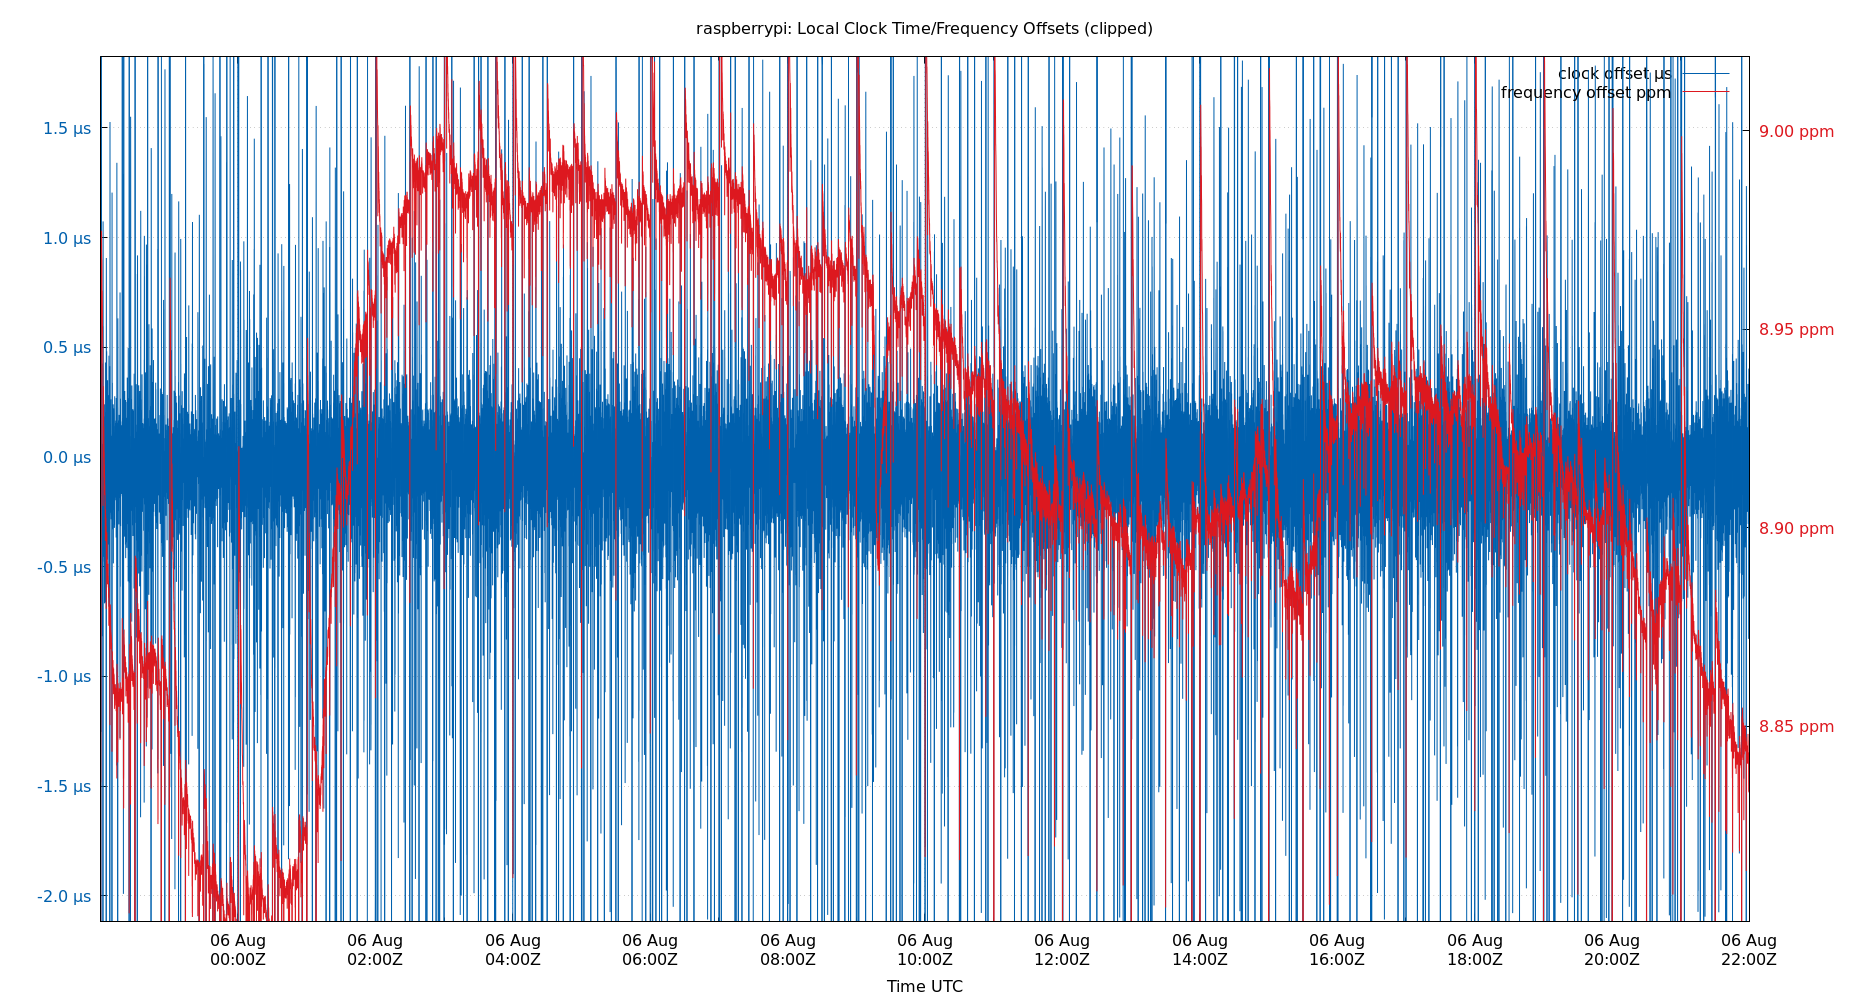 raspberrypi: Local Clock Time/Frequency Offsets (clipped)
clock offset µs
frequency offset ppm
1.5 µs
1.0 µs
0.5 µs
0.0 µs
-0.5 µs
-1.0 µs
-1.5 µs
-2.0 µs
9.00 ppm
8.95 ppm
8.90 ppm
8.85 ppm
06 Aug 06 Aug 06 Aug 06 Aug 06 Aug 06 Aug 06 Aug 06 Aug 06 Aug 06 Aug 06 Aug 06 Aug
00:00Z 02:00Z 04:00Z 06:00Z 08:00Z 10:00Z 12:00Z 14:00Z 16:00Z 18:00Z 20:00Z 22:00Z
Time UTC